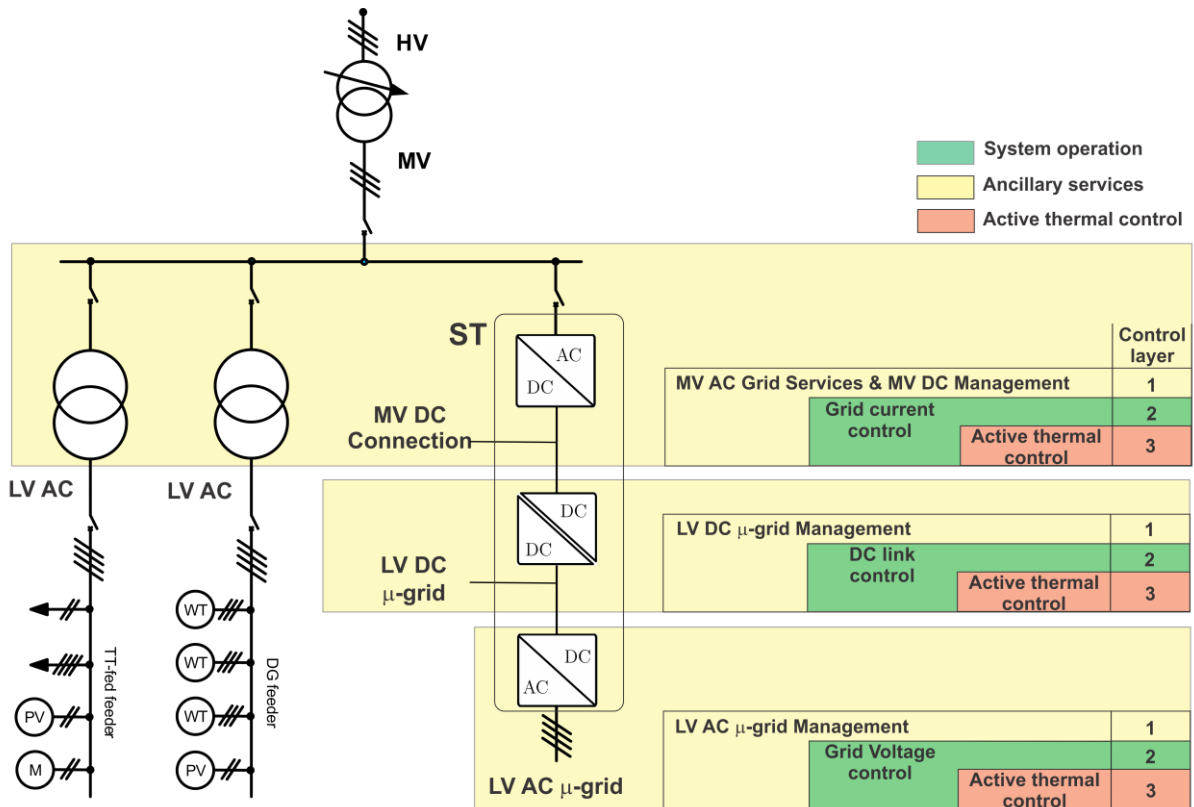 HV
MV
System operation
Ancillary services
Active thermal control
ST
AC
DC
MV DC
Connection
Control
layer
MV AC Grid Services & MV DC Management 1
Grid current
control
2
Active thermal
control
3
LV AC
LV AC
DC
DC
LV DC
μ-grid
LV DC μ-grid Management 1
DC link
control
2
Active thermal
control
3
TT-fed feeder
PV
M
WT
WT
WT
PV
DG feeder
DC
AC
LV AC μ-grid
LV AC μ-grid Management 1
Grid Voltage
control
2
Active thermal
control
3